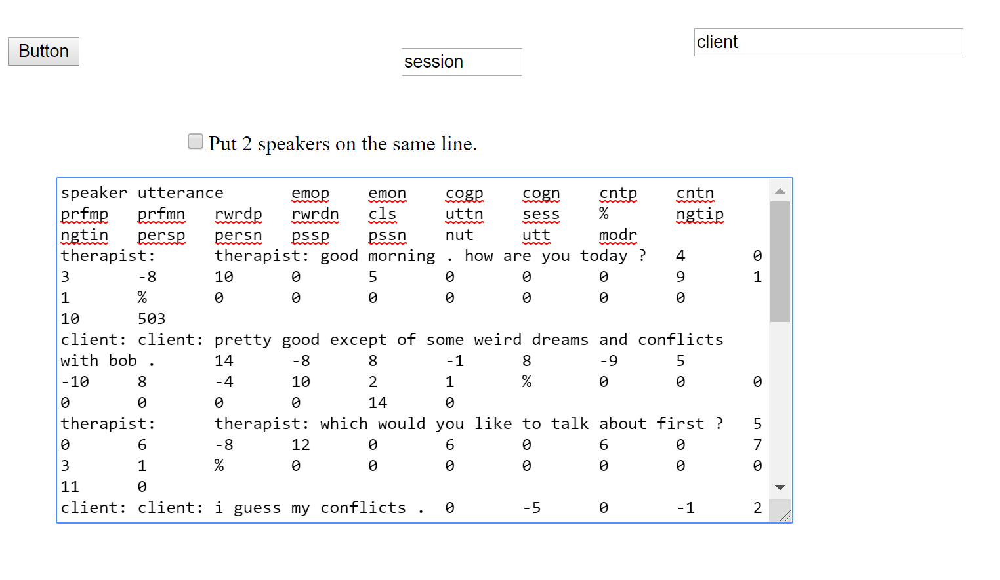 client
Button
session
Put 2 speakers on the same line.
speaker utterance emop emon cogp cogn cntp cntn
prfmp prfmn rwrdp rwrdn cls uttn sess % ngtip
ngtin persp persn pssp pssn nut utt modr
therapist: therapist: good morning . how are you today ? 4 0
3 -8 10 0 5 0 0 0 9 1
1 % 0 0 0 0 0 0 0
10 503
client: client: pretty good except of some weird dreams and conflicts
with bob . 14 -8 8 -1 8 -9 5
-10 8 -4 10 2 1 % 0 0 0
0 0 0 0 14 0
therapist: therapist: which would you like to talk about first ? 5
0 6 -8 12 0 6 0 6 0 7
3 1 % 0 0 0 0 0 0 0
11 0
client: client: i guess my conflicts . 0 -5 0 -1 2